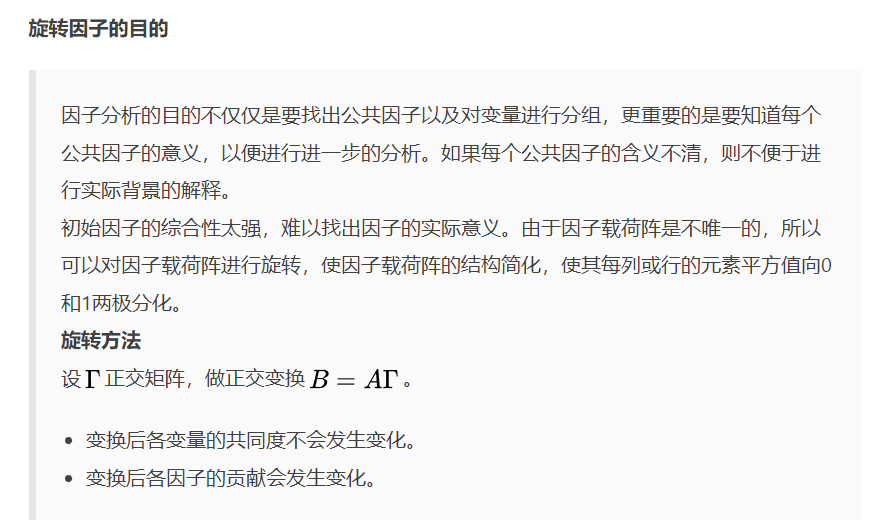 旋转因子的目的
因子分析的目的不仅仅是要找出公共因子以及对变量进行分组，更重要的是要知道每个
公共因子的意义，以便进行进一步的分析。如果每个公共因子的含义不清，则不便于进
行实际背景的解释。
初始因子的综合性太强，难以找出因子的实际意义。由于因子载荷阵是不唯一的，所以
可以对因子载荷阵进行旋转，使因子载荷阵的结构简化，使其每列或行的元素平方值向0
和1两极分化。
旋转方法
设 Γ 正交矩阵，做正交变换 B = AΓ 。
• 变换后各变量的共同度不会发生变化。
• 变换后各因子的贡献会发生变化。